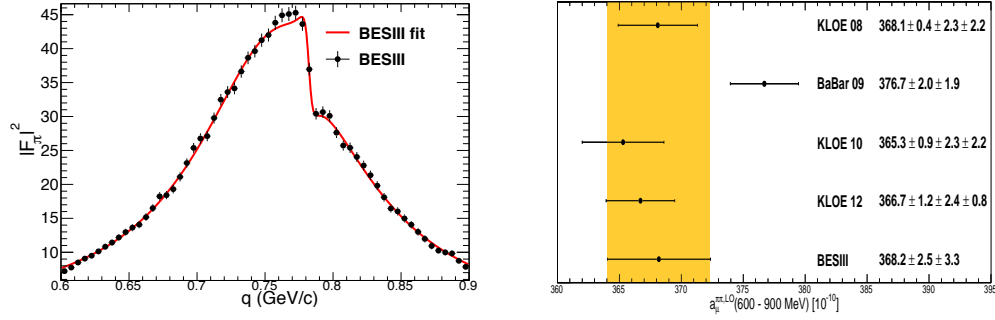 45
40
35
30
25
20
15
10
|Fπ|²
BESIII fit
BESIII
0.6 0.7 0.75 0.8 0.85 0.9
q (GeV/c)
KLOE 08 368.1 ± 0.4 ± 2.3 ± 2.2
BaBar 09 376.7 ± 2.0 ± 1.9
KLOE 10 365.3 ± 0.9 ± 2.3 ± 2.2
KLOE 12 366.7 ± 1.2 ± 2.4 ± 0.8
BESIII 368.2 ± 2.5 ± 3.3
360 365 370 375 380 385 390 395
aμ^ππ,LO(600 - 900 MeV) [10^-10]